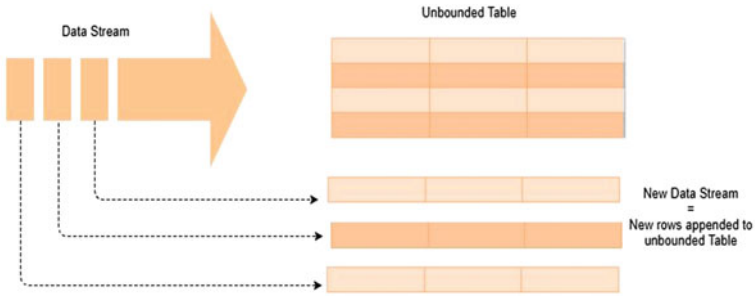 Data Stream
Unbounded Table
New Data Stream
=
New rows appended to
unbounded Table